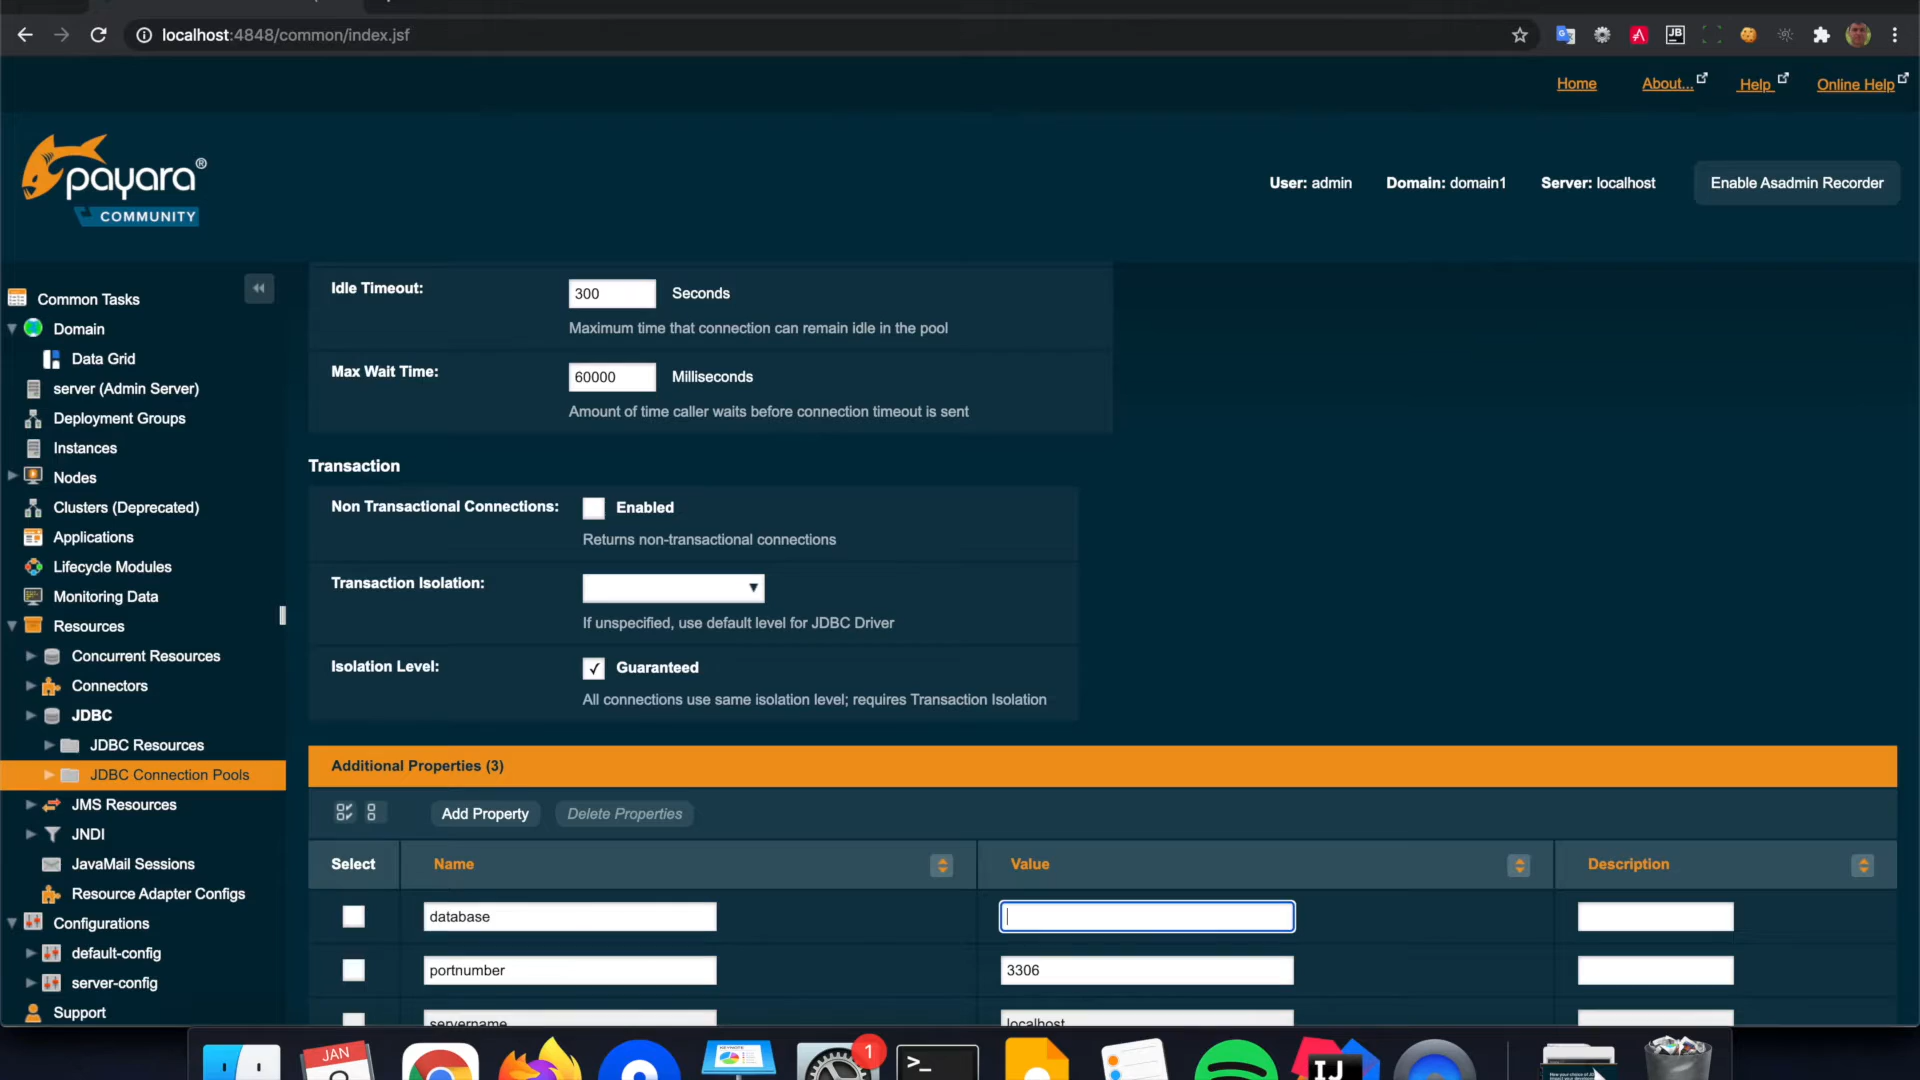 localhost:4848/common/index.jsf
JB
Home
About...
Help
Online Help
payara®
COMMUNITY
User: admin
Domain: domain1
Server: localhost
Enable Asadmin Recorder
Common Tasks
Domain
Data Grid
server (Admin Server)
Deployment Groups
Instances
Nodes
Clusters (Deprecated)
Applications
Lifecycle Modules
Monitoring Data
Resources
Concurrent Resources
Connectors
JDBC
JDBC Resources
JDBC Connection Pools
JMS Resources
JNDI
JavaMail Sessions
Resource Adapter Configs
Configurations
default-config
server-config
Support
Idle Timeout:
300 Seconds
Maximum time that connection can remain idle in the pool
Max Wait Time:
60000 Milliseconds
Amount of time caller waits before connection timeout is sent
Transaction
Non Transactional Connections:
Enabled
Returns non-transactional connections
Transaction Isolation:
If unspecified, use default level for JDBC Driver
Isolation Level:
Guaranteed
All connections use same isolation level; requires Transaction Isolation
Additional Properties (3)
Add Property
Delete Properties
Select Name Value Description
database
portnumber 3306
servername localhost
JAN
KEYNOTE
1
>_
IJ